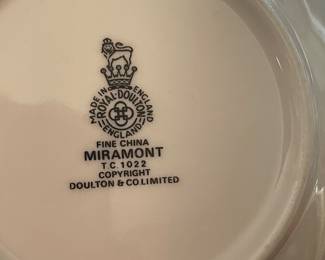 MADE IN ENGLAND
ROYAL·DOULTON
ENGLAND
FINE CHINA
MIRAMONT
T.C. 1022
COPYRIGHT
DOULTON & CO LIMITED